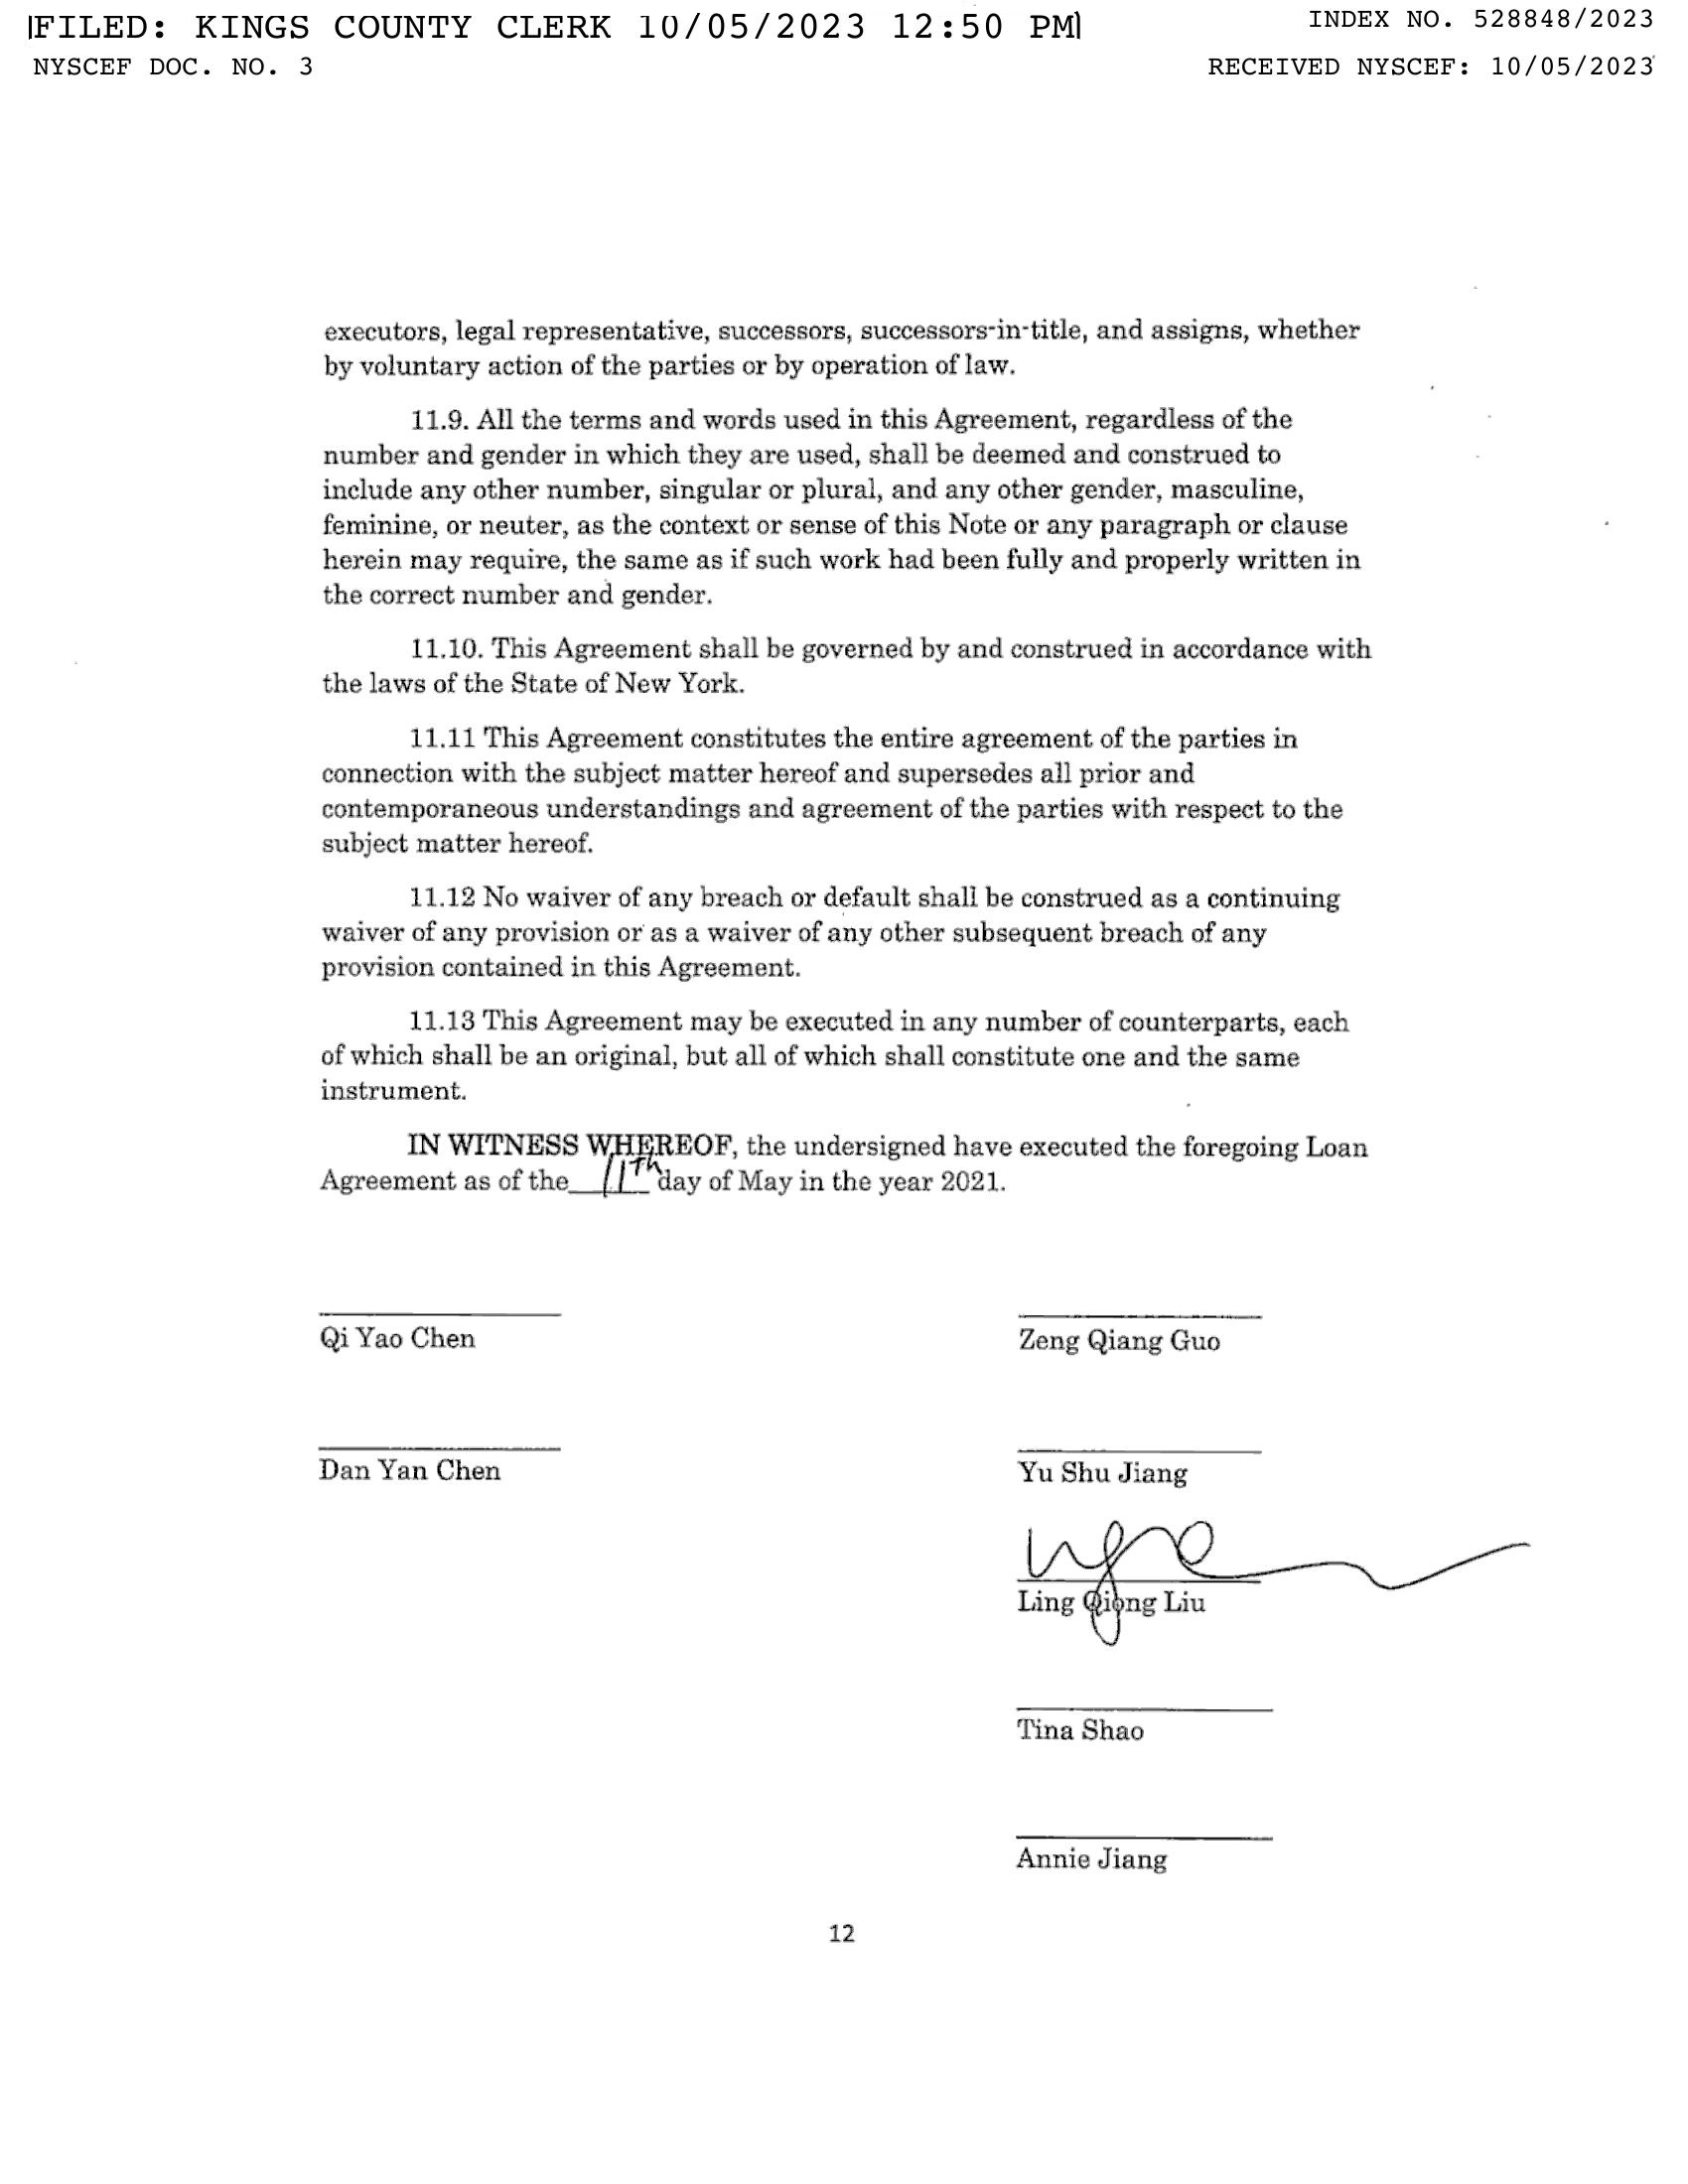 FILED: KINGS COUNTY CLERK 10/05/2023 12:50 PM
INDEX NO. 528848/2023
NYSCEF DOC. NO. 3
RECEIVED NYSCEF: 10/05/2023
executors, legal representative, successors, successors-in-title, and assigns, whether
by voluntary action of the parties or by operation of law.
11.9. All the terms and words used in this Agreement, regardless of the
number and gender in which they are used, shall be deemed and construed to
include any other number, singular or plural, and any other gender, masculine,
feminine, or neuter, as the context or sense of this Note or any paragraph or clause
herein may require, the same as if such work had been fully and properly written in
the correct number and gender.
11.10. This Agreement shall be governed by and construed in accordance with
the laws of the State of New York.
11.11 This Agreement constitutes the entire agreement of the parties in
connection with the subject matter hereof and supersedes all prior and
contemporaneous understandings and agreement of the parties with respect to the
subject matter hereof.
11.12 No waiver of any breach or default shall be construed as a continuing
waiver of any provision or as a waiver of any other subsequent breach of any
provision contained in this Agreement.
11.13 This Agreement may be executed in any number of counterparts, each
of which shall be an original, but all of which shall constitute one and the same
instrument.
IN WITNESS WHEREOF, the undersigned have executed the foregoing Loan
Agreement as of the 11th day of May in the year 2021.
Qi Yao Chen
Zeng Qiang Guo
Dan Yan Chen
Yu Shu Jiang
Ling Qiong Liu
Tina Shao
Annie Jiang
12